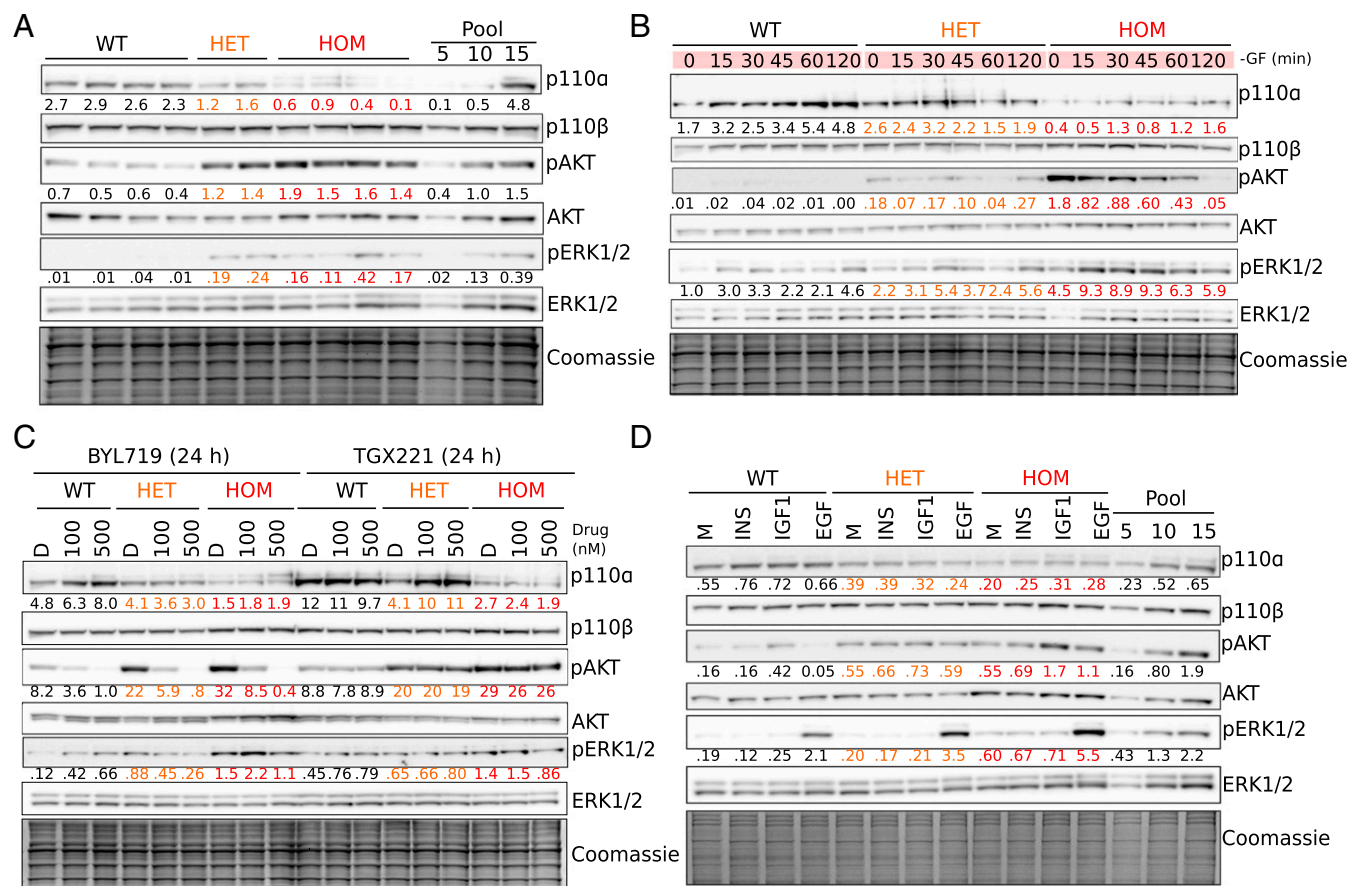 A
WT HET HOM Pool
5 10 15
p110α
2.7 2.9 2.6 2.3 1.2 1.6 0.6 0.9 0.4 0.1 0.1 0.5 4.8
p110β
pAKT
0.7 0.5 0.6 0.4 1.2 1.4 1.9 1.5 1.6 1.4 0.4 1.0 1.5
AKT
pERK1/2
.01 .01 .04 .01 .19 .24 .16 .11 .42 .17 .02 .13 0.39
ERK1/2
Coomassie
B
WT HET HOM
0 15 30 45 60 120 0 15 30 45 60 120 0 15 30 45 60 120 -GF (min)
p110α
1.7 3.2 2.5 3.4 5.4 4.8 2.6 2.4 3.2 2.2 1.5 1.9 0.4 0.5 1.3 0.8 1.2 1.6
p110β
pAKT
.01 .02 .04 .02 .01 .00 .18 .07 .17 .10 .04 .27 1.8 .82 .88 .60 .43 .05
AKT
pERK1/2
1.0 3.0 3.3 2.2 2.1 4.6 2.2 3.1 5.4 3.7 2.4 5.6 4.5 9.3 8.9 9.3 6.3 5.9
ERK1/2
Coomassie
C
BYL719 (24 h) TGX221 (24 h)
WT HET HOM WT HET HOM
D 100 500 D 100 500 D 100 500 D 100 500 D 100 500 D 100 500 Drug
(nM)
p110α
4.8 6.3 8.0 4.1 3.6 3.0 1.5 1.8 1.9 12 11 9.7 4.1 10 11 2.7 2.4 1.9
p110β
pAKT
8.2 3.6 1.0 22 5.9 .8 32 8.5 0.4 8.8 7.8 8.9 20 20 19 29 26 26
AKT
pERK1/2
.12 .42 .66 .88 .45 .26 1.5 2.2 1.1 .45 .76 .79 .65 .66 .80 1.4 1.5 .86
ERK1/2
Coomassie
D
WT HET HOM Pool
M INS IGF1 EGF M INS IGF1 EGF M INS IGF1 EGF 5 10 15
p110α
.55 .76 .72 0.66 .39 .39 .32 .24 .20 .25 .31 .28 .23 .52 .65
p110β
pAKT
.16 .16 .42 0.05 .55 .66 .73 .59 .55 .69 1.7 1.1 .16 .80 1.9
AKT
pERK1/2
.19 .12 .25 2.1 .20 .17 .21 3.5 .60 .67 .71 5.5 .43 1.3 2.2
ERK1/2
Coomassie